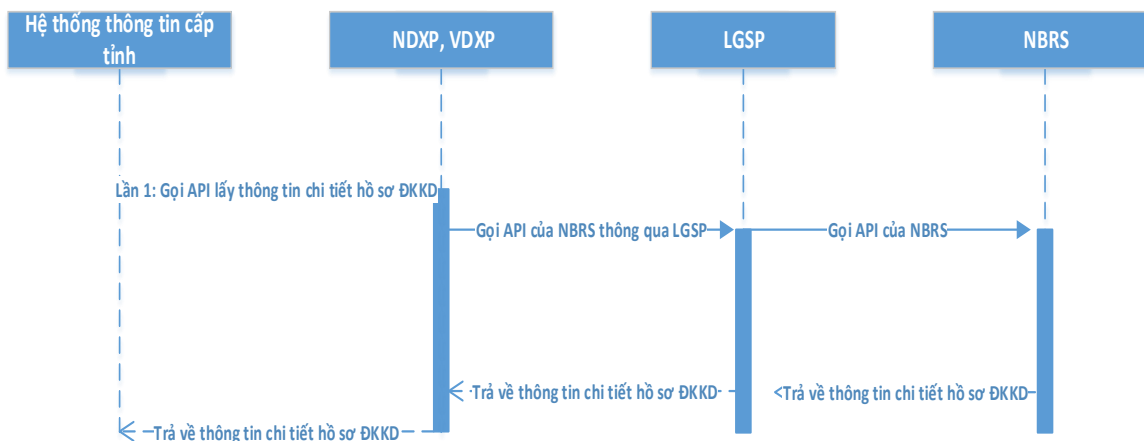 Hệ thống thông tin cấp
tỉnh
NDXP, VDXP
LGSP
NBRS
Lần 1: Gọi API lấy thông tin chi tiết hồ sơ ĐKKD
Gọi API của NBRS thông qua LGSP
Gọi API của NBRS
Trả về thông tin chi tiết hồ sơ ĐKKD
Trả về thông tin chi tiết hồ sơ ĐKKD
Trả về thông tin chi tiết hồ sơ ĐKKD